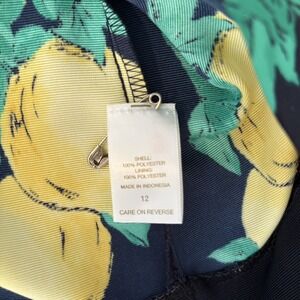 SHELL:
100% POLYESTER
LINING:
100% POLYESTER
MADE IN INDONESIA
12
CARE ON REVERSE